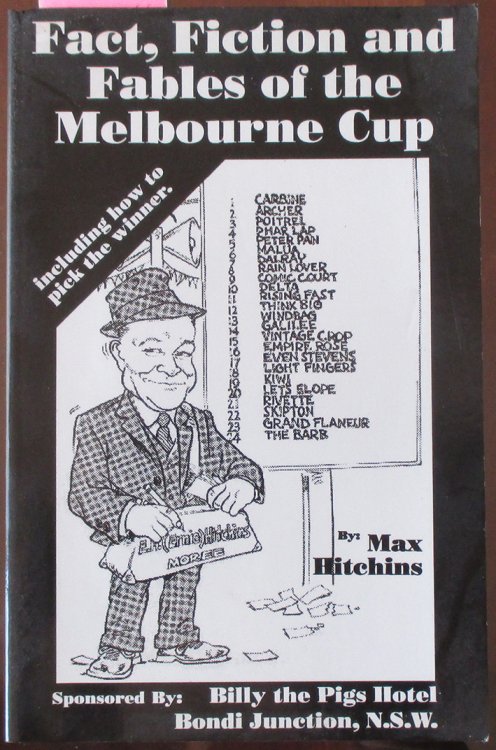 Fact, Fiction and
Fables of the
Melbourne Cup
including how to
pick the winner.
1 CARBINE
2 ARCHER
3 POITREL
4 PHAR LAP
5 PETER PAN
6 MALUA
7 DALRAY
8 RAIN LOVER
9 COMIC COURT
10 DELTA
11 RISING FAST
12 THINK BIG
13 WINDBAG
14 GALILEE
15 VINTAGE CROP
16 EMPIRE ROSE
17 EVEN STEVENS
18 LIGHT FINGERS
19 KIWI
20 LETS ELOPE
21 RIVETTE
22 SKIPTON
23 GRAND FLANEUR
24 THE BARB
(ernie) Hitchins
MOREE
By: Max
Hitchins
Sponsored By: Billy the Pigs Hotel
Bondi Junction, N.S.W.